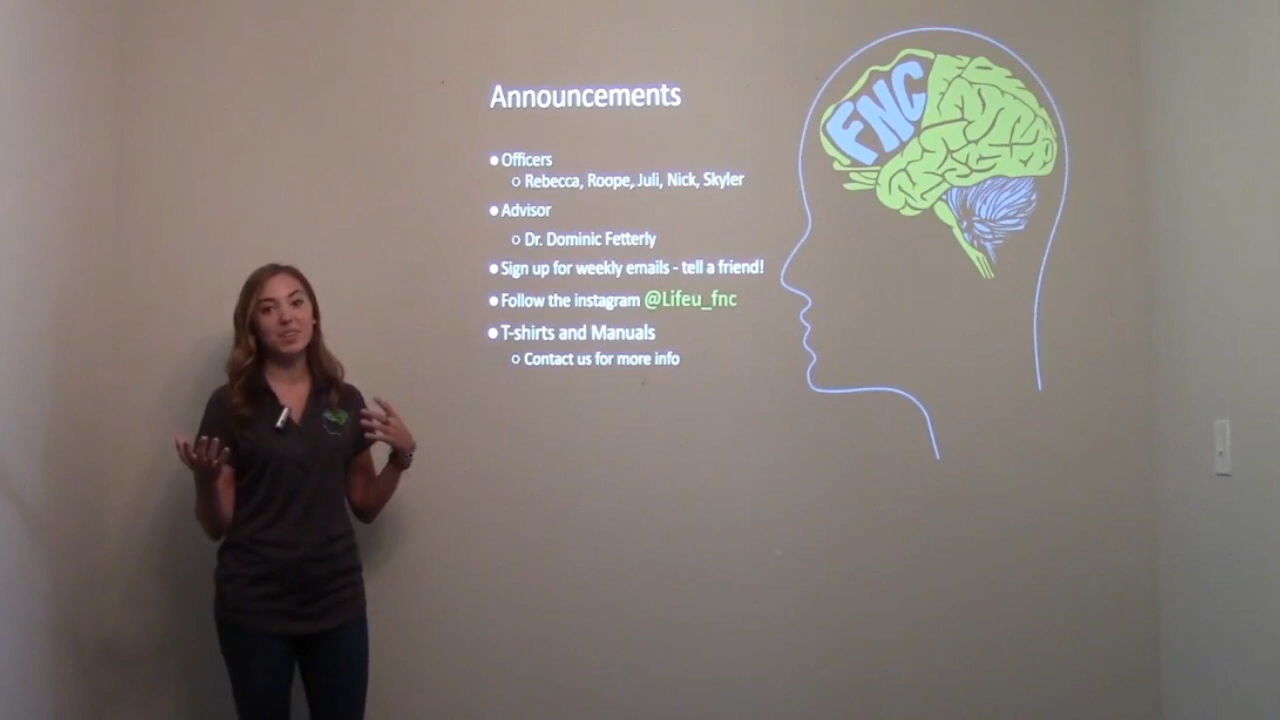 Announcements
● Officers
○ Rebecca, Roope, Juli, Nick, Skyler
● Advisor
○ Dr. Dominic Fetterly
● Sign up for weekly emails - tell a friend!
● Follow the instagram @Lifeu_fnc
● T-shirts and Manuals
○ Contact us for more info
FNC